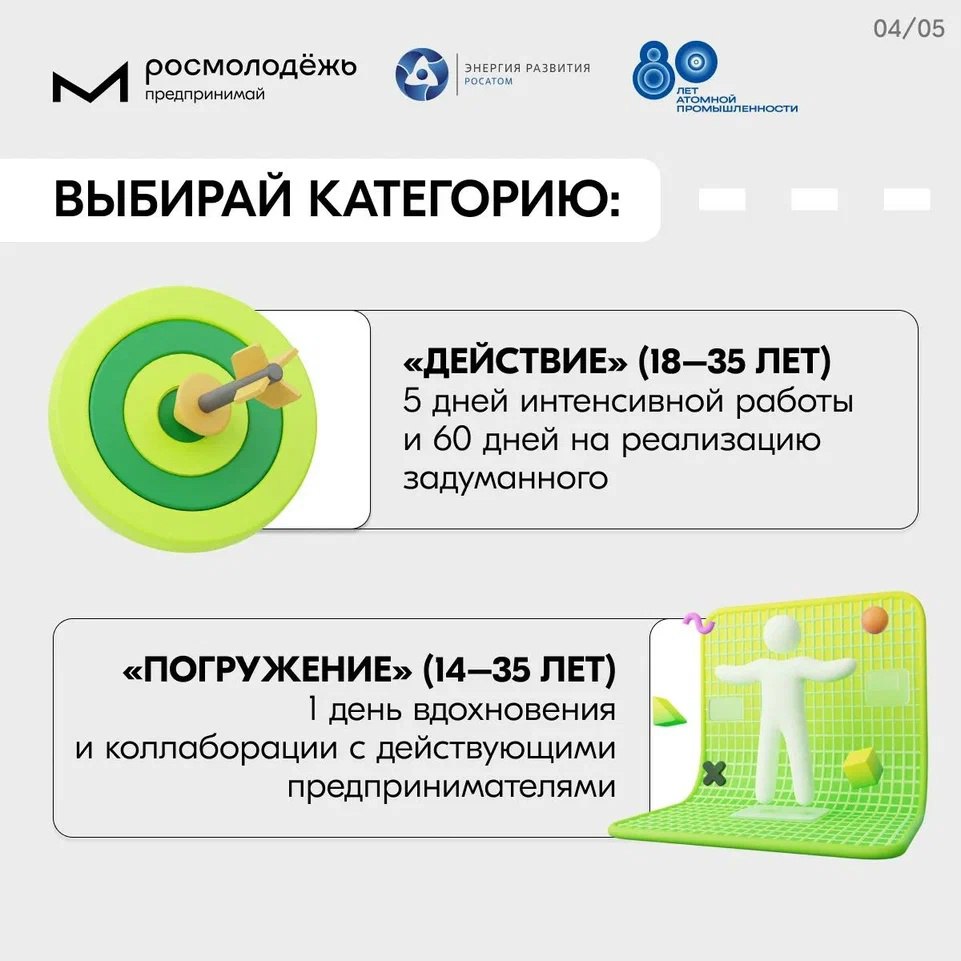 04/05
росмолодёжь
предпринимай
ЭНЕРГИЯ РАЗВИТИЯ
РОСАТОМ
80
ЛЕТ
АТОМНОЙ
ПРОМЫШЛЕННОСТИ
ВЫБИРАЙ КАТЕГОРИЮ:
«ДЕЙСТВИЕ» (18–35 ЛЕТ)
5 дней интенсивной работы
и 60 дней на реализацию
задуманного
«ПОГРУЖЕНИЕ» (14–35 ЛЕТ)
1 день вдохновения
и коллаборации с действующими
предпринимателями